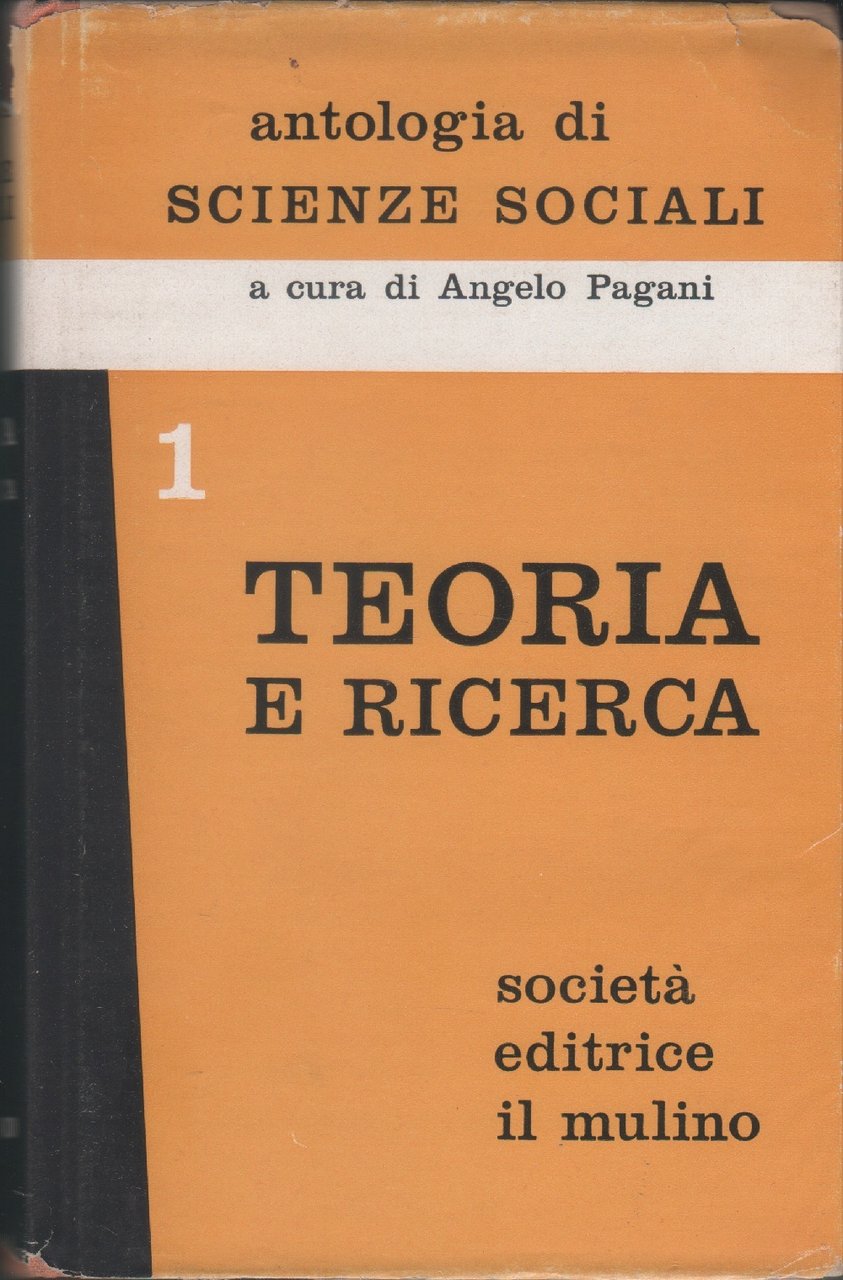 antologia di
SCIENZE SOCIALI
a cura di Angelo Pagani
1
TEORIA
E RICERCA
società
editrice
il mulino